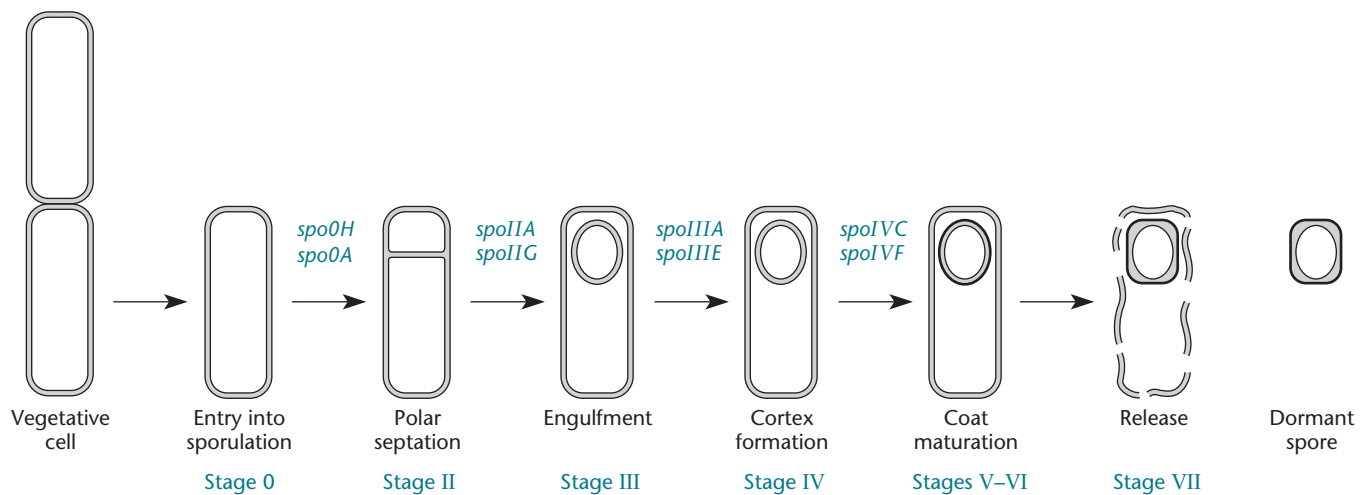 spo0H
spo0A
spoIIA
spoIIG
spoIIIA
spoIIIE
spoIVC
spoIVF
Vegetative
cell
Entry into
sporulation
Polar
septation
Engulfment
Cortex
formation
Coat
maturation
Release
Dormant
spore
Stage 0
Stage II
Stage III
Stage IV
Stages V–VI
Stage VII